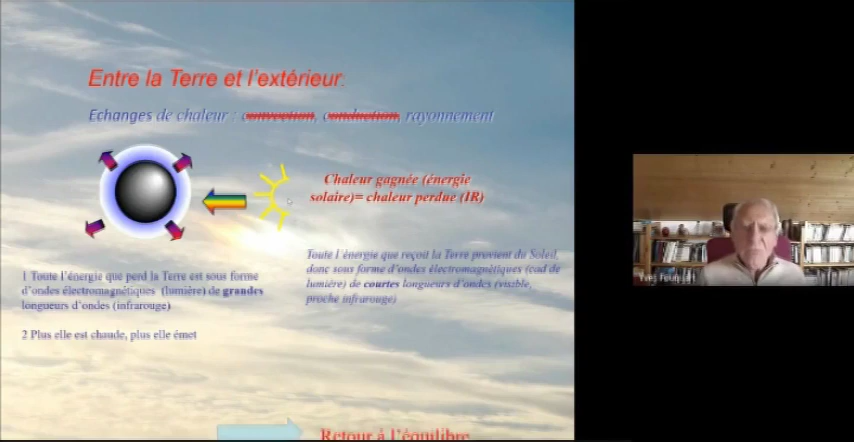 Entre la Terre et l'extérieur:
Echanges de chaleur : convection, conduction, rayonnement
Chaleur gagnée (énergie
solaire)= chaleur perdue (IR)
Toute l'énergie que reçoit la Terre provient du Soleil,
donc sous forme d'ondes électromagnétiques (cad de
lumière) de courtes longueurs d'ondes (visible,
proche infrarouge)
1 Toute l'énergie que perd la Terre est sous forme
d'ondes électromagnétiques (lumière) de grandes
longueurs d'ondes (infrarouge)
2 Plus elle est chaude, plus elle émet
Retour à l'équilibre
Yves Fouquart